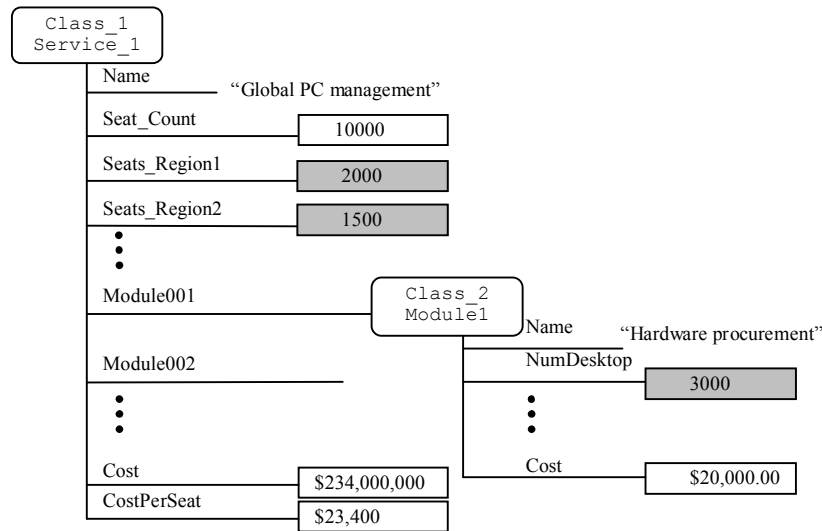 Class_1
Service_1
Name
“Global PC management”
Seat_Count
10000
Seats_Region1
2000
Seats_Region2
1500
Module001
Class_2
Module1
Name
“Hardware procurement”
Module002
NumDesktop
3000
Cost
$234,000,000
Cost
$20,000.00
CostPerSeat
$23,400